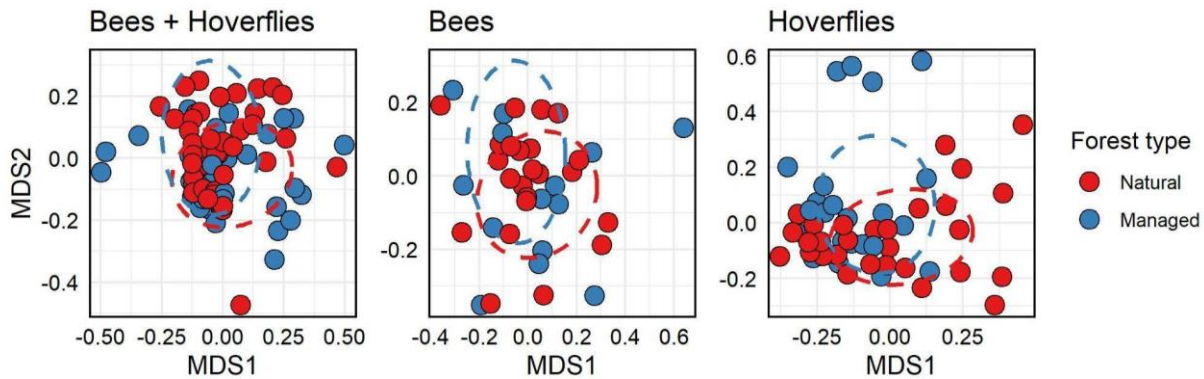 Bees + Hoverflies
Bees
Hoverflies
MDS2
0.2
0.0
-0.2
-0.4
0.2
0.0
-0.2
0.6
0.4
0.2
0.0
-0.2
-0.50 -0.25 0.00 0.25 0.50
-0.4 -0.2 0.0 0.2 0.4 0.6
-0.25 0.00 0.25
MDS1
MDS1
MDS1
Forest type
Natural
Managed